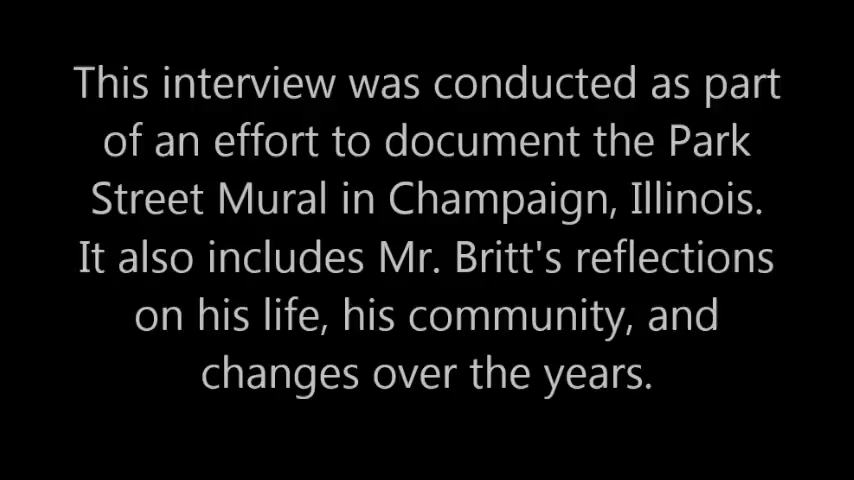 This interview was conducted as part
of an effort to document the Park
Street Mural in Champaign, Illinois.
It also includes Mr. Britt's reflections
on his life, his community, and
changes over the years.